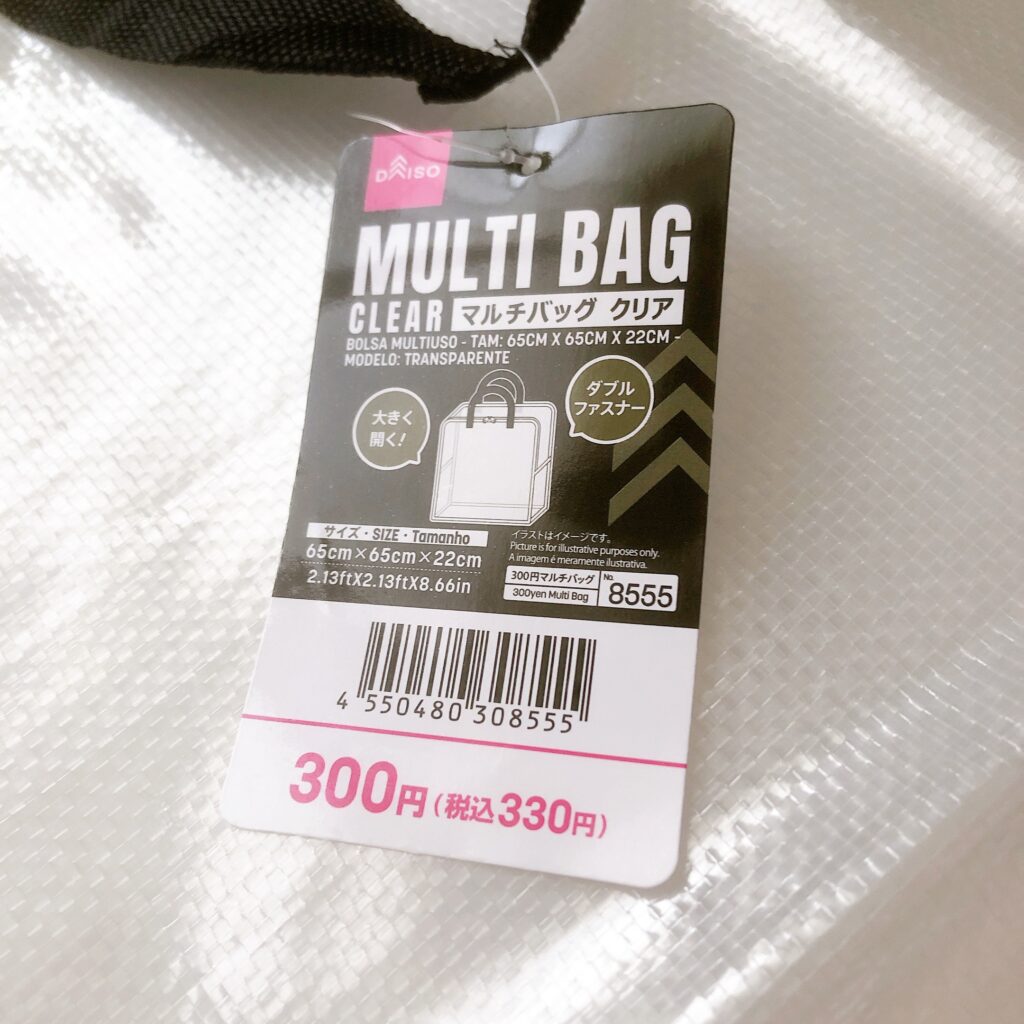 DAISO
MULTI BAG
CLEAR マルチバッグ クリア
BOLSA MULTIUSO - TAM: 65CM X 65CM X 22CM -
MODELO: TRANSPARENTE
大きく
開く!
ダブル
ファスナー
サイズ・SIZE・Tamanho
65cm×65cm×22cm
2.13ftX2.13ftX8.66in
イラストはイメージです。
Picture is for illustrative purposes only.
A imagem é meramente ilustrativa.
300円マルチバッグ
300yen Multi Bag
No. 8555
4 550480 308555
300円(税込330円)